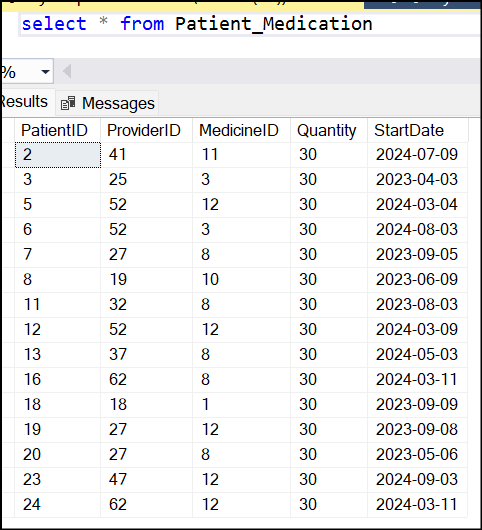 select * from Patient_Medication
%
Results Messages
PatientID ProviderID MedicineID Quantity StartDate
2 41 11 30 2024-07-09
3 25 3 30 2023-04-03
5 52 12 30 2024-03-04
6 52 3 30 2024-08-03
7 27 8 30 2023-09-05
8 19 10 30 2023-06-09
11 32 8 30 2023-08-03
12 52 12 30 2024-03-09
13 37 8 30 2024-05-03
16 62 8 30 2024-03-11
18 18 1 30 2023-09-09
19 27 12 30 2023-09-08
20 27 8 30 2023-05-06
23 47 12 30 2024-09-03
24 62 12 30 2024-03-11